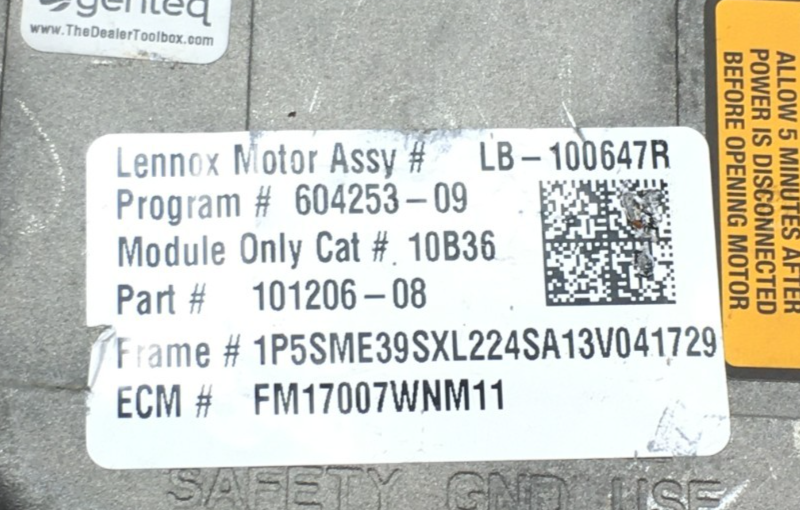 genteq
www.TheDealerToolbox.com
Lennox Motor Assy # LB-100647R
Program # 604253-09
Module Only Cat #. 10B36
Part # 101206-08
Frame # 1P5SME39SXL224SA13V041729
ECM # FM17007WNM11
SAFETY GND USE
ALLOW 5 MINUTES AFTER
POWER IS DISCONNECTED
BEFORE OPENING MOTOR